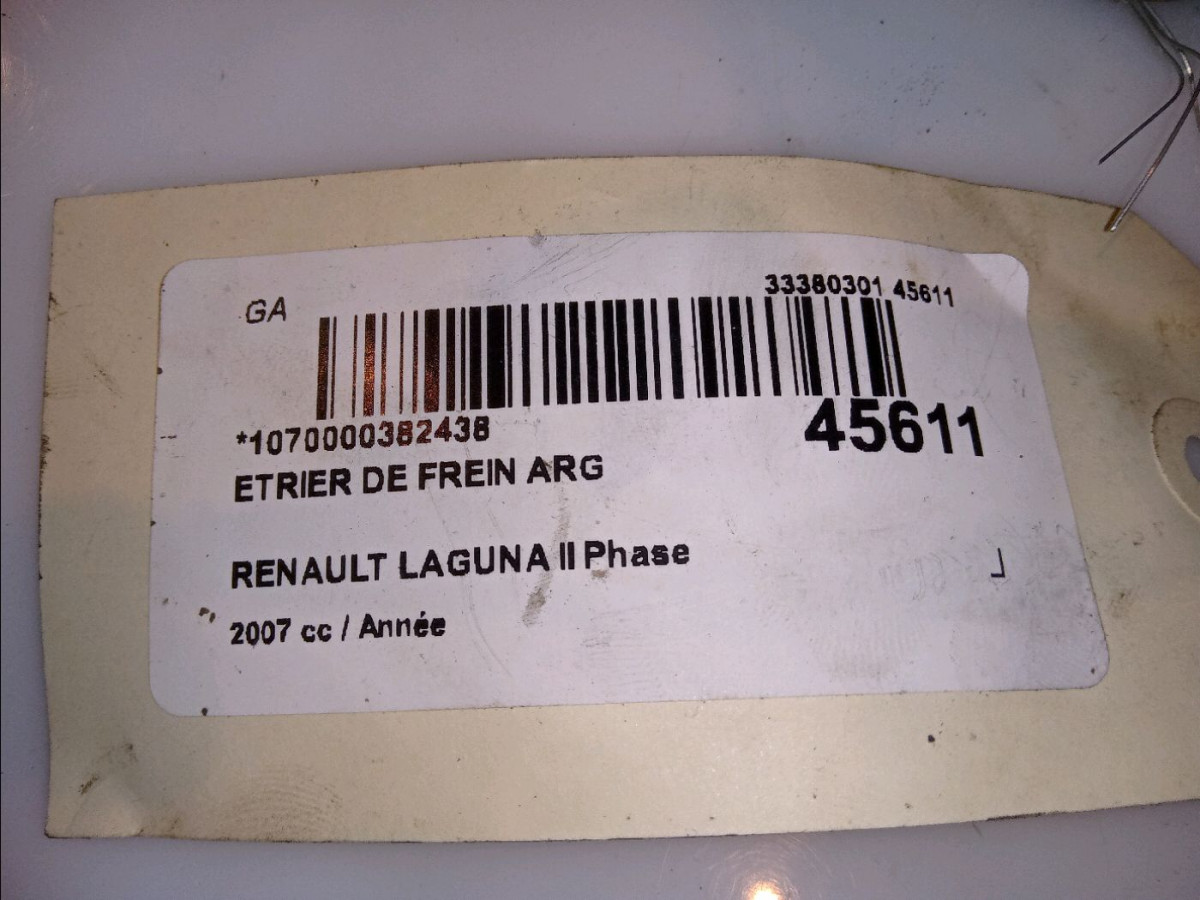 GA
33380301 45611
*1070000382438
45611
ETRIER DE FREIN ARG
RENAULT LAGUNA II Phase
2007 cc / Année